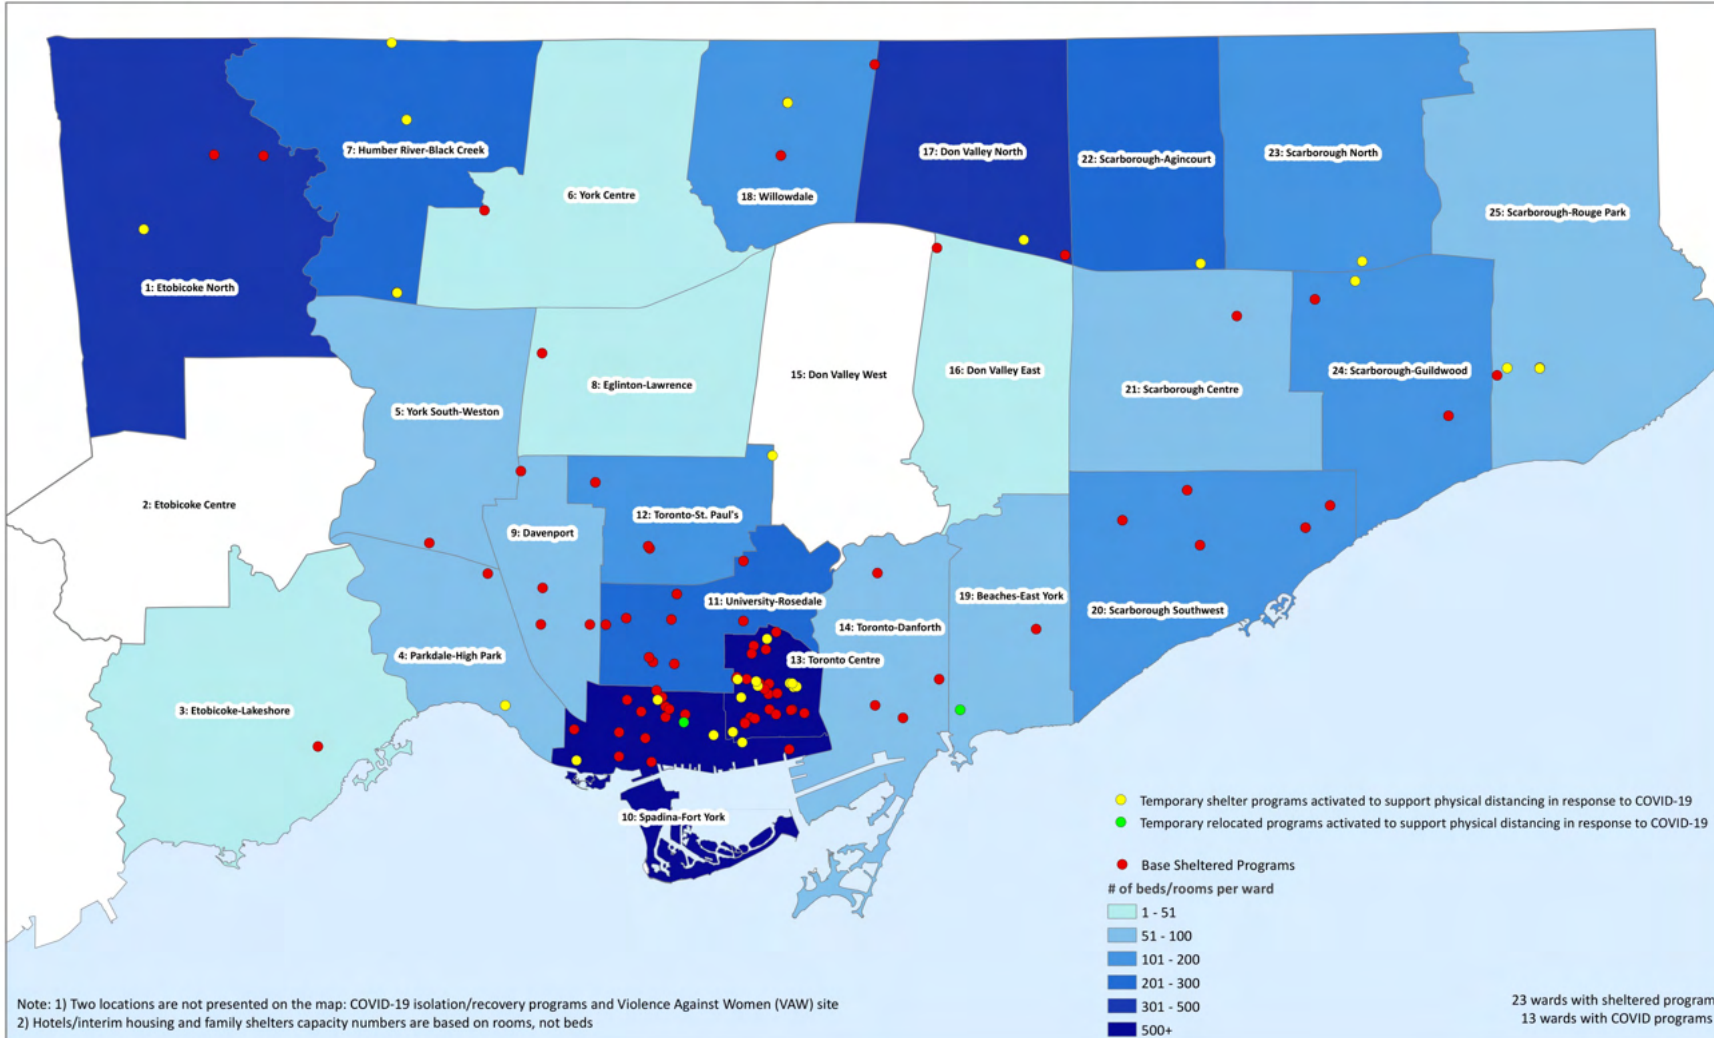 7: Humber River-Black Creek
17: Don Valley North
22: Scarborough-Agincourt
23: Scarborough North
6: York Centre
18: Willowdale
25: Scarborough-Rouge Park
1: Etobicoke North
15: Don Valley West
16: Don Valley East
24: Scarborough-Guildwood
8: Eglinton-Lawrence
21: Scarborough Centre
5: York South-Weston
2: Etobicoke Centre
12: Toronto-St. Paul's
9: Davenport
11: University-Rosedale
19: Beaches-East York
20: Scarborough Southwest
14: Toronto-Danforth
4: Parkdale-High Park
13: Toronto Centre
3: Etobicoke-Lakeshore
10: Spadina-Fort York
Temporary shelter programs activated to support physical distancing in response to COVID-19
Temporary relocated programs activated to support physical distancing in response to COVID-19
Base Sheltered Programs
# of beds/rooms per ward
1 - 51
51 - 100
101 - 200
201 - 300
301 - 500
500+
Note: 1) Two locations are not presented on the map: COVID-19 isolation/recovery programs and Violence Against Women (VAW) site
2) Hotels/interim housing and family shelters capacity numbers are based on rooms, not beds
23 wards with sheltered program
13 wards with COVID programs